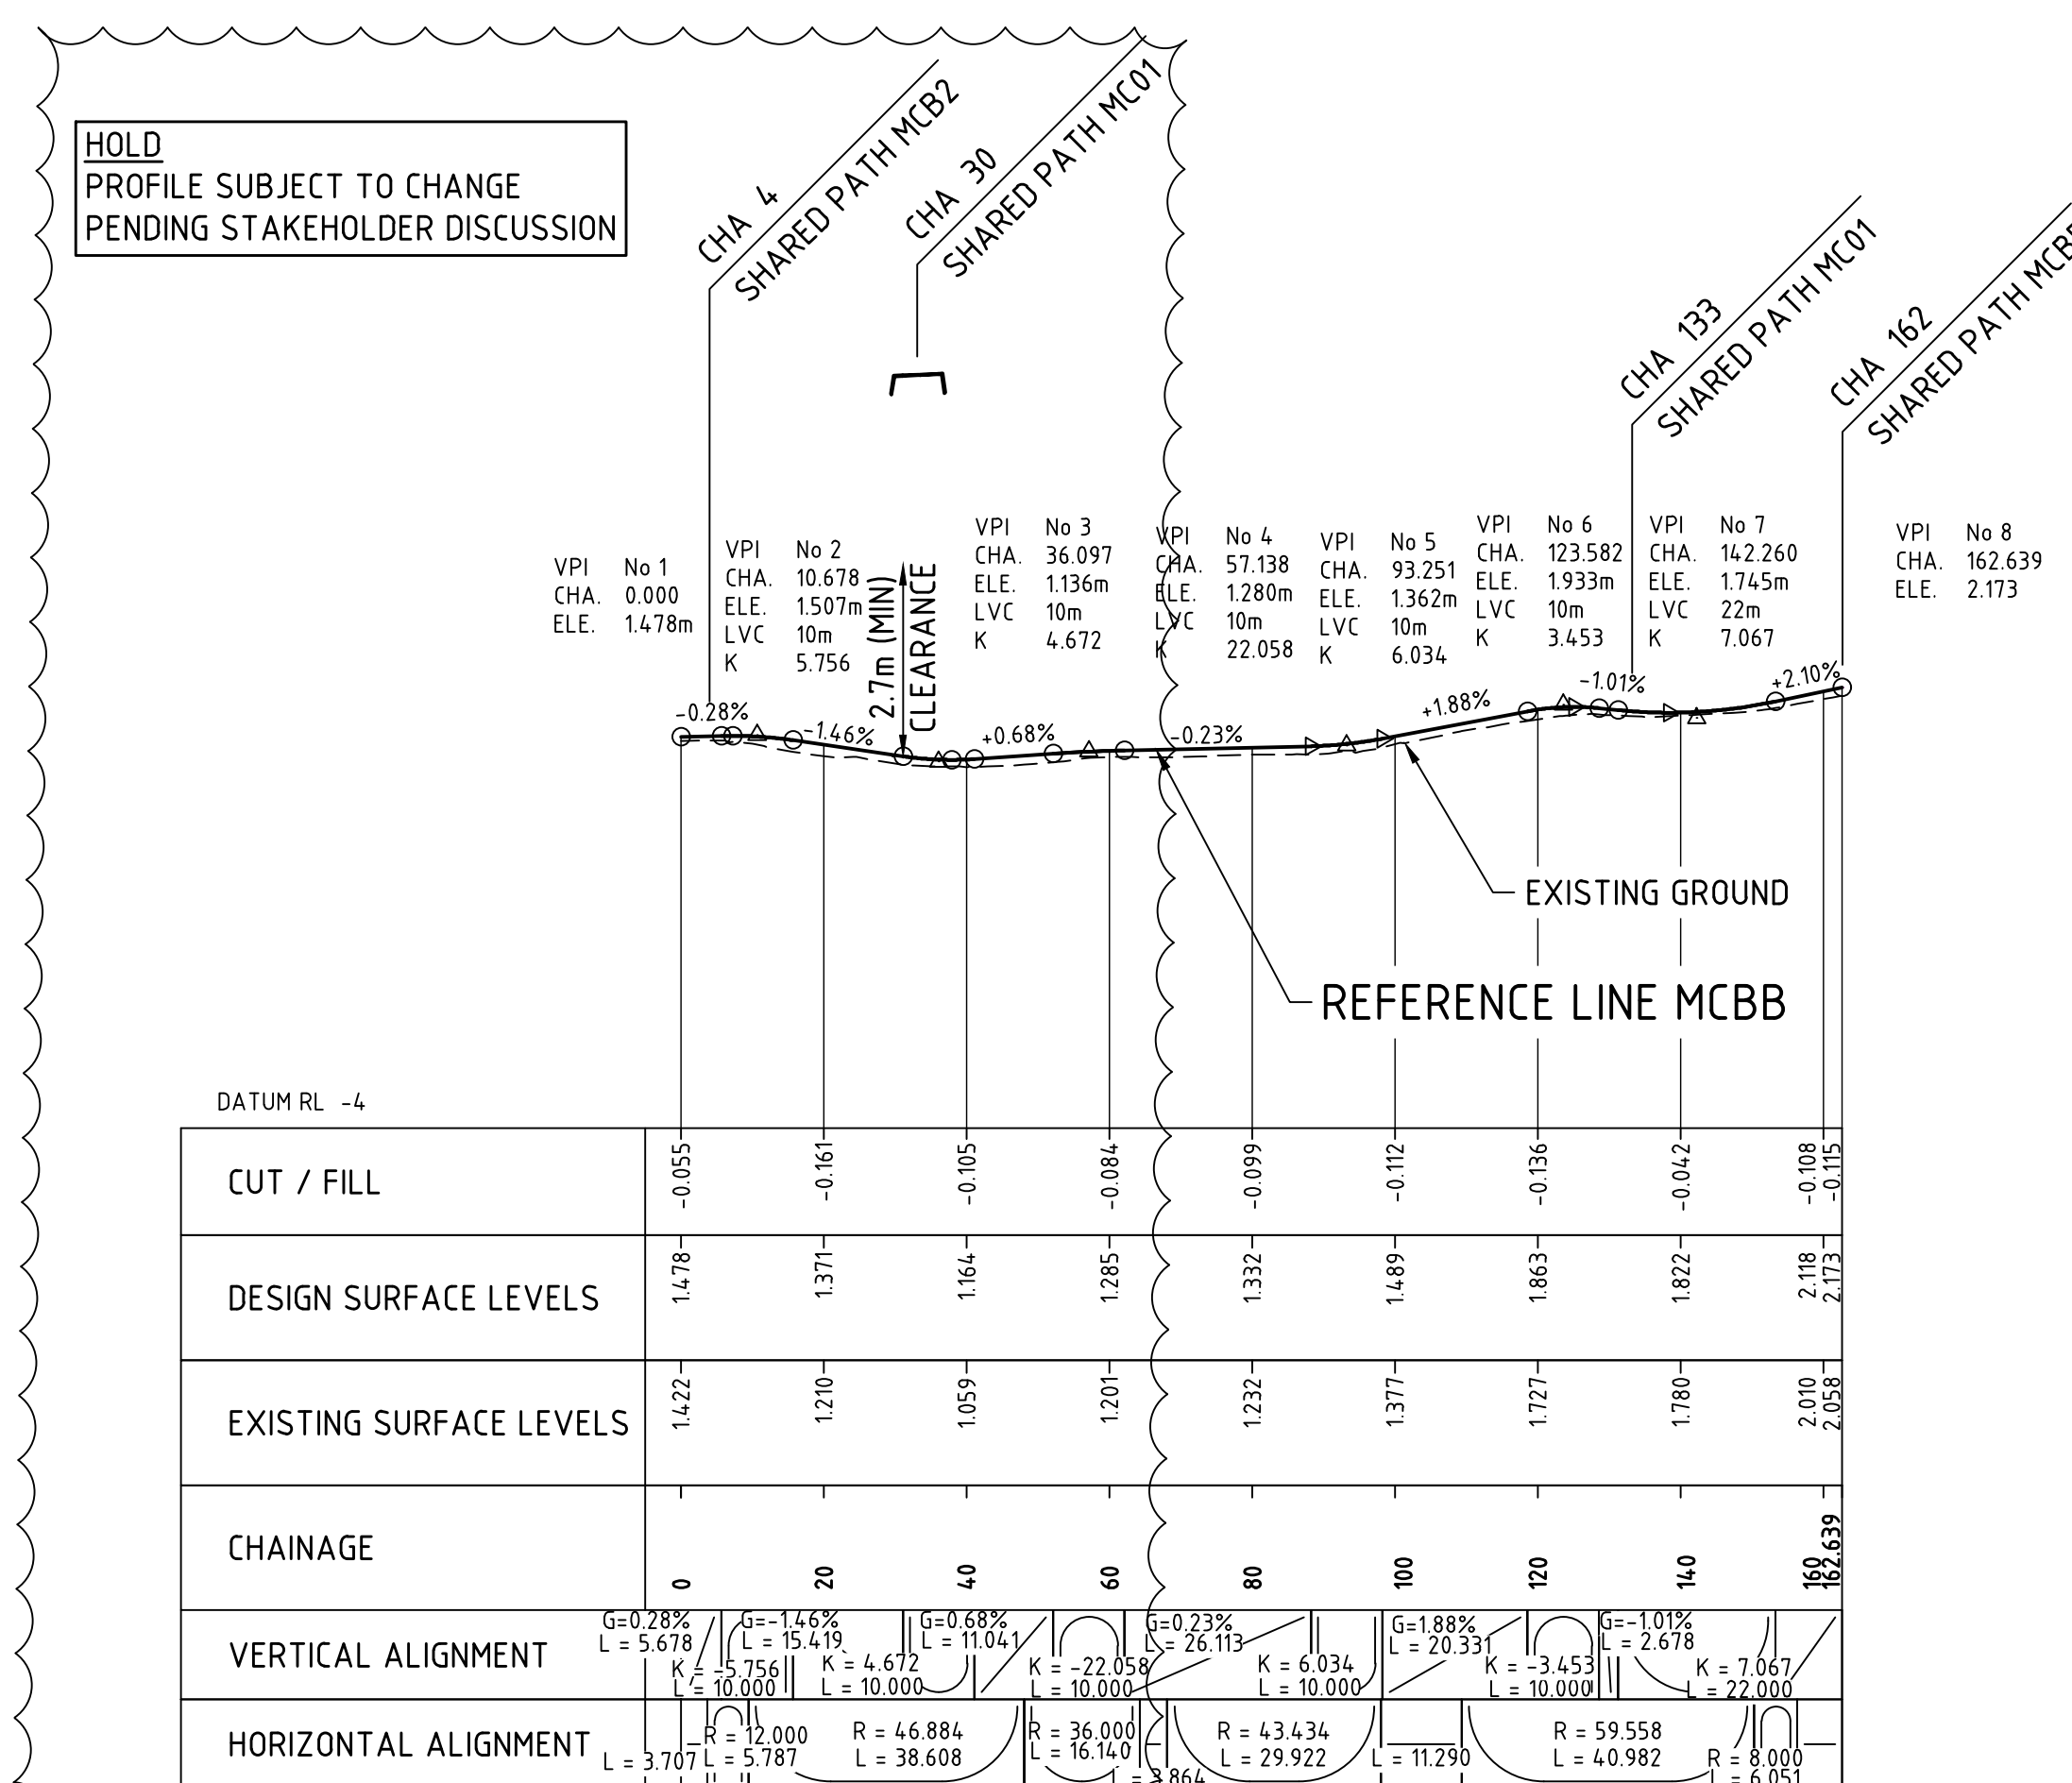 HOLD
PROFILE SUBJECT TO CHANGE
PENDING STAKEHOLDER DISCUSSION
CHA 4
SHARED PATH MCB2
CHA 30
SHARED PATH MC01
CHA 133
SHARED PATH MC01
CHA 162
SHARED PATH
VPI No 1
CHA. 0.000
ELE. 1.478m
VPI No 2
CHA. 10.678
ELE. 1.507m
LVC 10m
K 5.756
2.7m (MIN)
CLEARANCE
VPI No 3
CHA. 36.097
ELE. 1.136m
LVC 10m
K 4.672
VPI No 4
CHA. 57.138
ELE. 1.280m
LVC 10m
K 22.058
VPI No 5
CHA. 93.251
ELE. 1.362m
LVC 10m
K 6.034
VPI No 6
CHA. 123.582
ELE. 1.933m
LVC 10m
K 3.453
VPI No 7
CHA. 142.260
ELE. 1.745m
LVC 22m
K 7.067
VPI No 8
CHA. 162.639
ELE. 2.173
-0.28%
-1.46%
+0.68%
-0.23%
+1.88%
-1.01%
+2.10%
EXISTING GROUND
REFERENCE LINE MCBB
DATUM RL -4
CUT / FILL -0.055 -0.161 -0.105 -0.084 -0.099 -0.112 -0.136 -0.042 -0.108 -0.115
DESIGN SURFACE LEVELS 1.478 1.371 1.164 1.285 1.332 1.489 1.863 1.822 2.118 2.173
EXISTING SURFACE LEVELS 1.422 1.210 1.059 1.201 1.232 1.377 1.727 1.780 2.010 2.058
CHAINAGE 0 20 40 60 80 100 120 140 160 162.639
VERTICAL ALIGNMENT
G=0.28%
L = 5.678
K = -5.756
L = 10.000
G=-1.46%
L = 15.419
K = 4.672
L = 10.000
G=0.68%
L = 11.041
K = -22.058
L = 10.000
G=0.23%
L = 26.113
K = 6.034
L = 10.000
G=1.88%
L = 20.331
K = -3.453
L = 10.000
G=-1.01%
L = 2.678
K = 7.067
L = 22.000
HORIZONTAL ALIGNMENT
L = 3.707
R = 12.000
L = 5.787
R = 46.884
L = 38.608
R = 36.000
L = 16.140
L = 3.864
R = 43.434
L = 29.922
L = 11.290
R = 59.558
L = 40.982
R = 8.000
L = 6.051